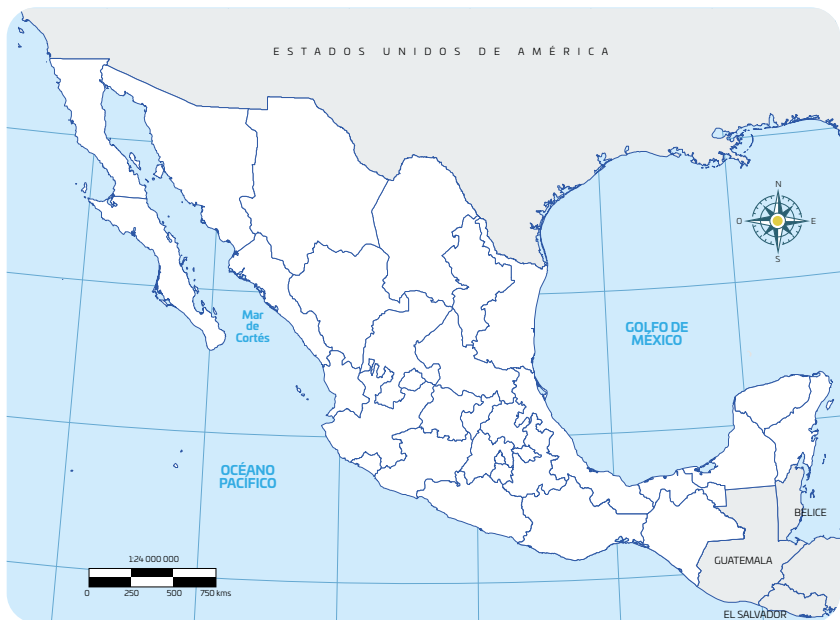 ESTADOS UNIDOS DE AMÉRICA
N
O
E
S
Mar
de
Cortés
GOLFO DE
MÉXICO
OCÉANO
PACÍFICO
BELICE
GUATEMALA
EL SALVADOR
1:24 000 000
0 250 500 750 kms